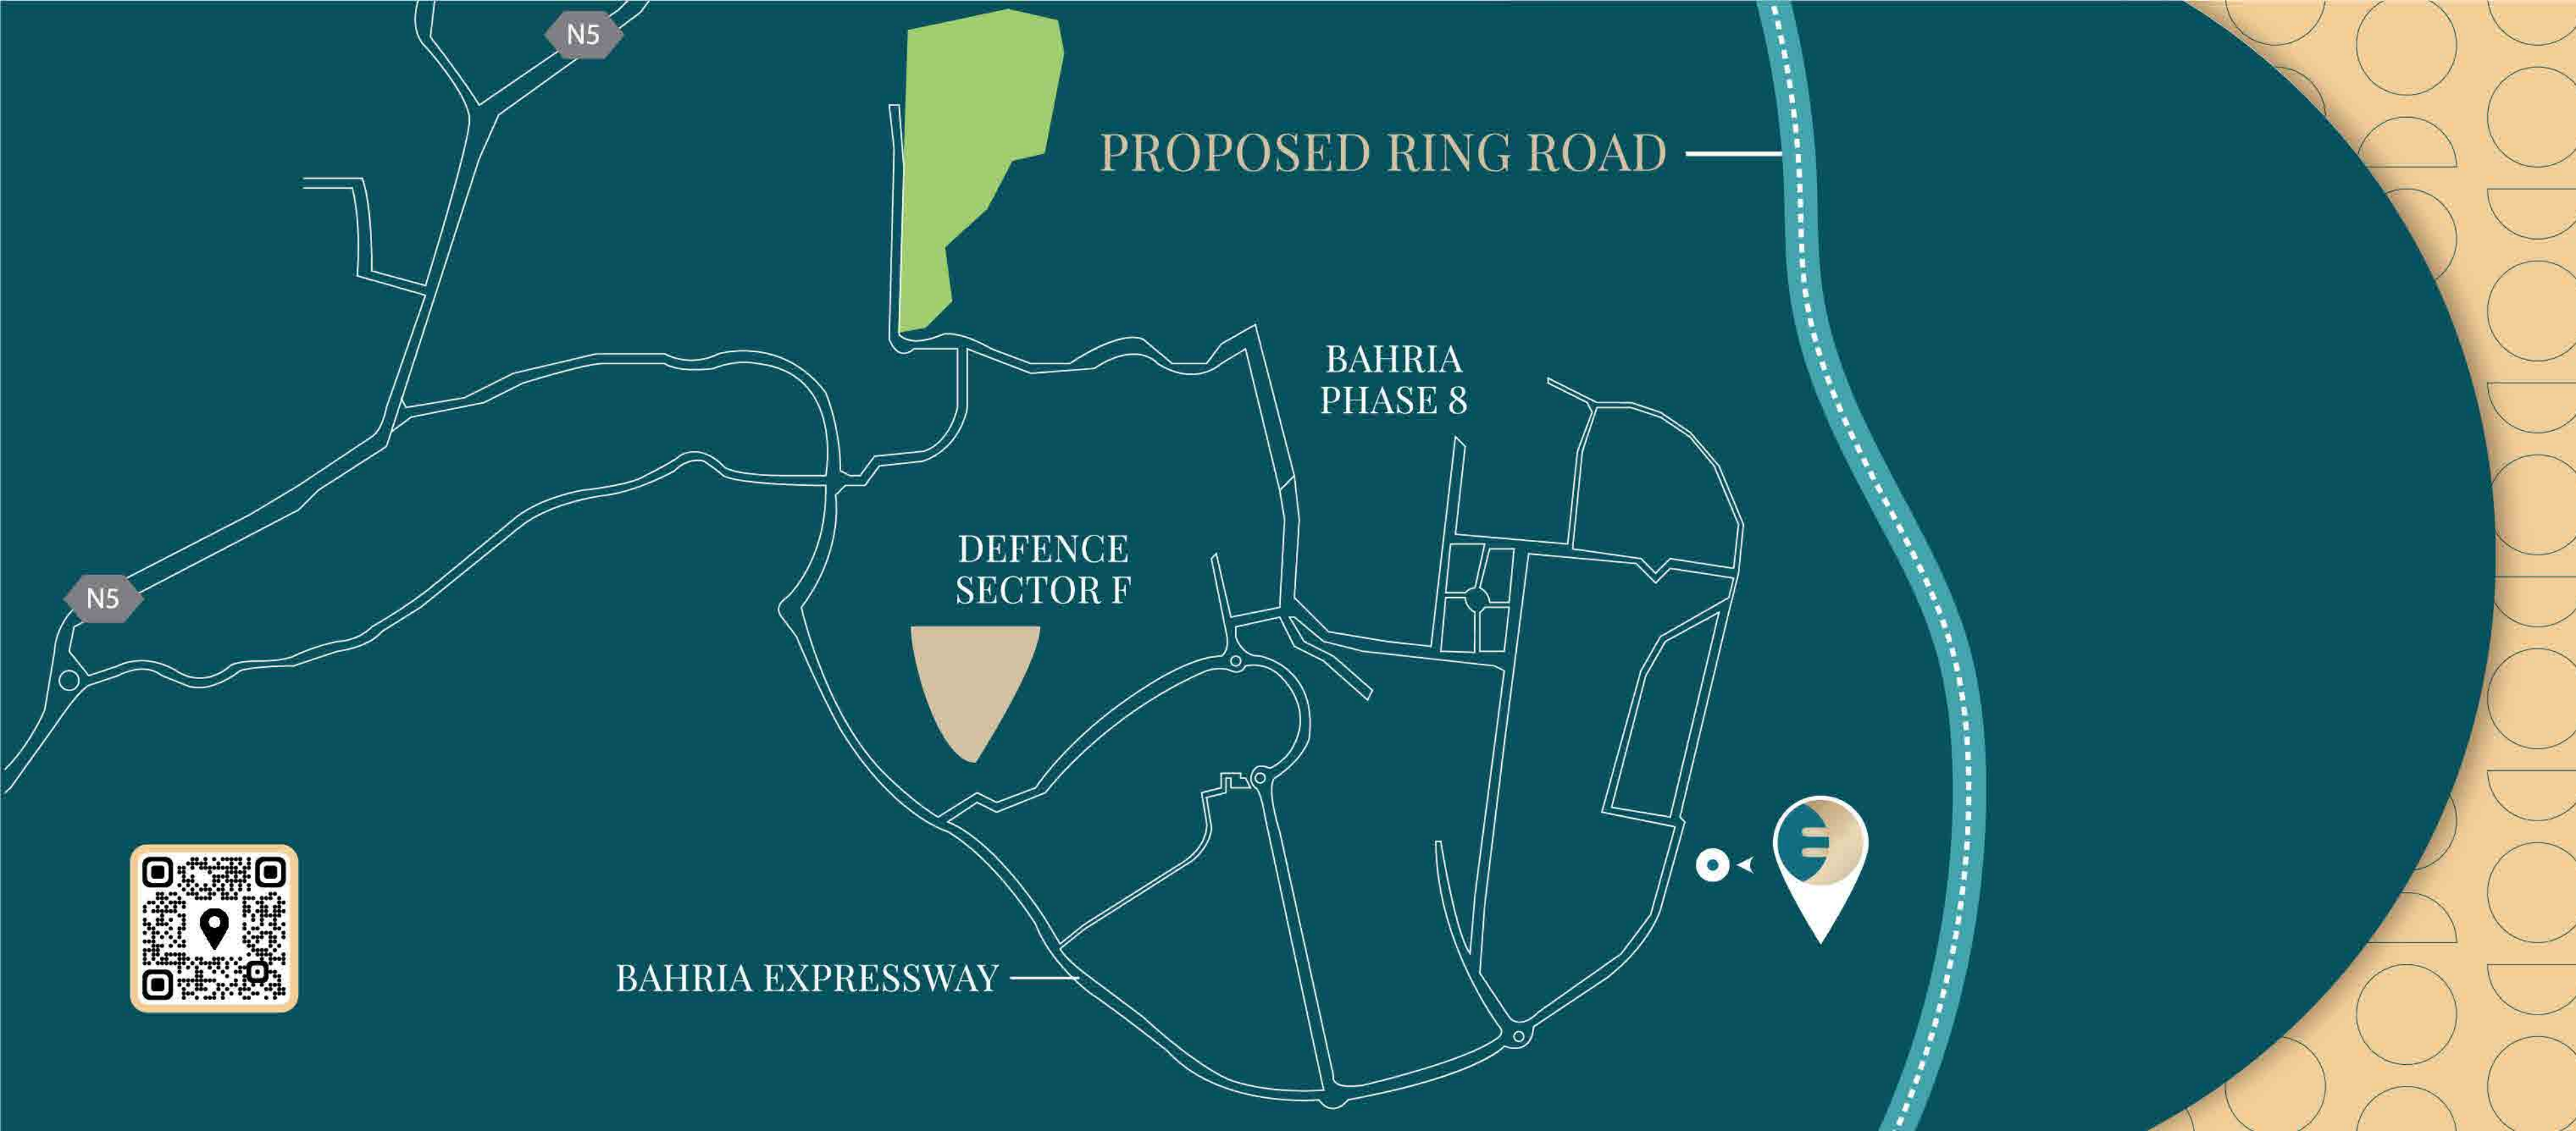 N5
PROPOSED RING ROAD
BAHRIA
PHASE 8
DEFENCE
SECTOR F
N5
BAHRIA EXPRESSWAY